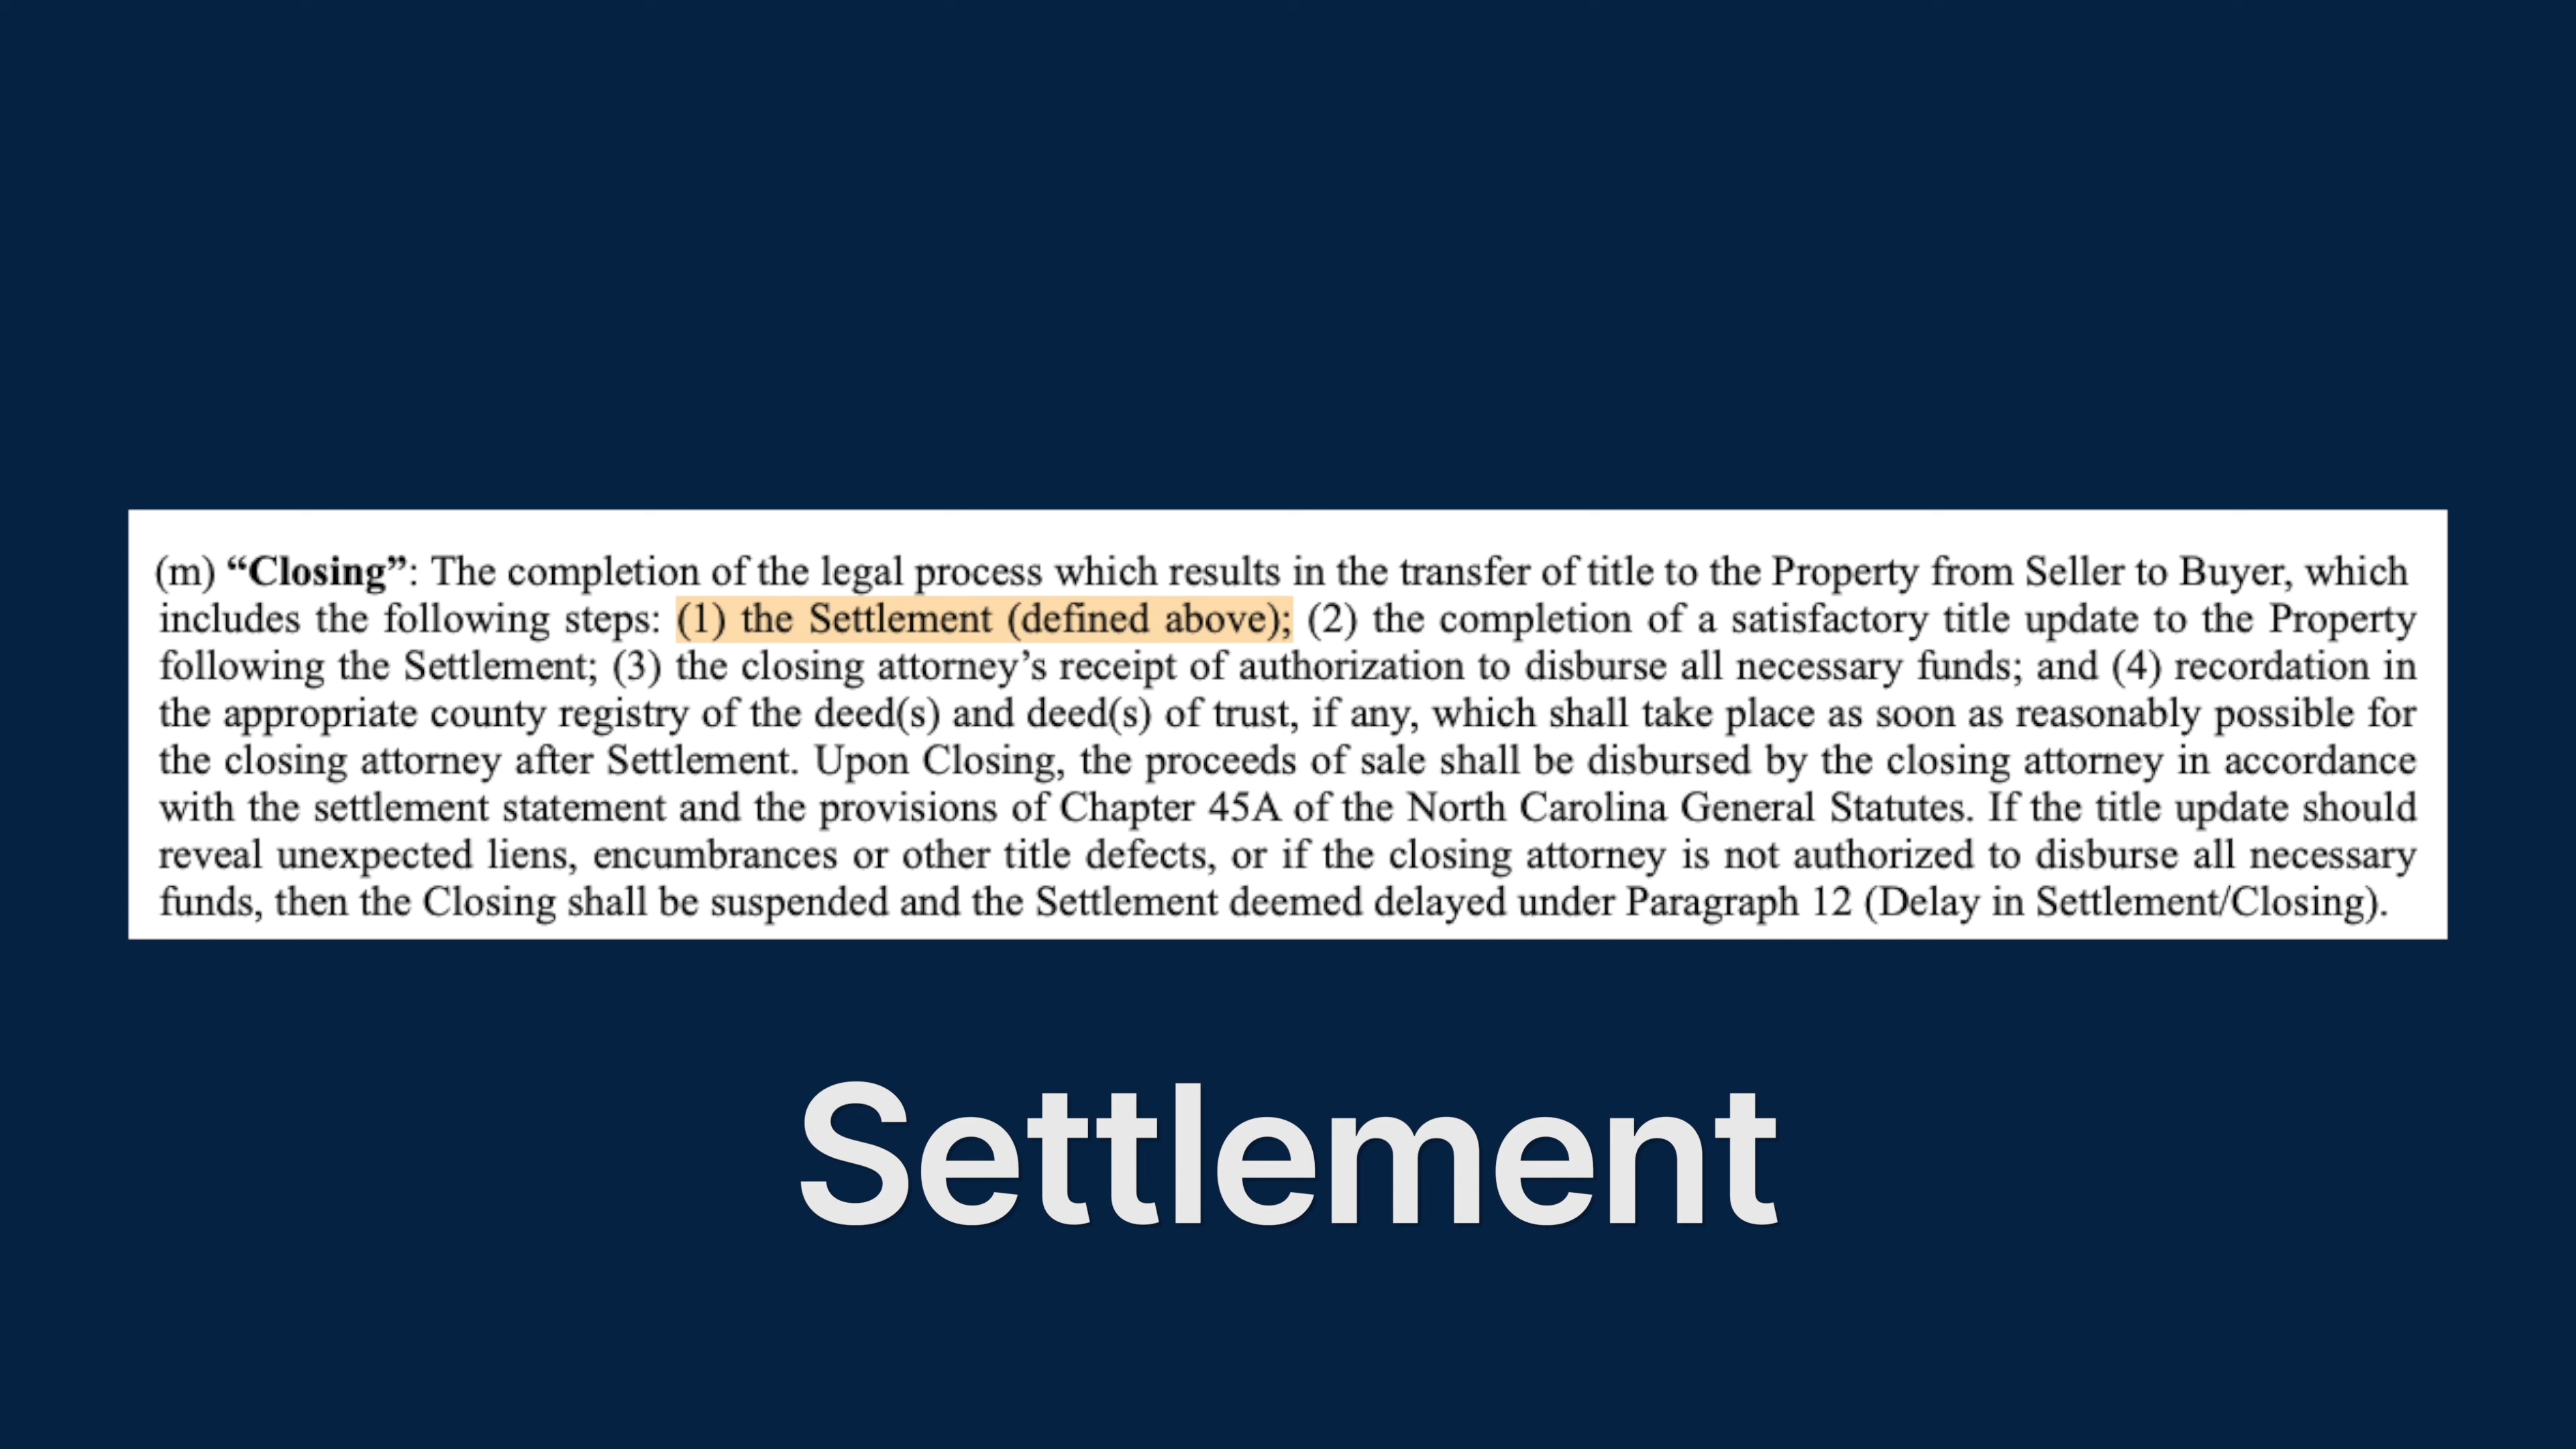 (m) “Closing”: The completion of the legal process which results in the transfer of title to the Property from Seller to Buyer, which
includes the following steps: (1) the Settlement (defined above); (2) the completion of a satisfactory title update to the Property
following the Settlement; (3) the closing attorney’s receipt of authorization to disburse all necessary funds; and (4) recordation in
the appropriate county registry of the deed(s) and deed(s) of trust, if any, which shall take place as soon as reasonably possible for
the closing attorney after Settlement. Upon Closing, the proceeds of sale shall be disbursed by the closing attorney in accordance
with the settlement statement and the provisions of Chapter 45A of the North Carolina General Statutes. If the title update should
reveal unexpected liens, encumbrances or other title defects, or if the closing attorney is not authorized to disburse all necessary
funds, then the Closing shall be suspended and the Settlement deemed delayed under Paragraph 12 (Delay in Settlement/Closing).
Settlement